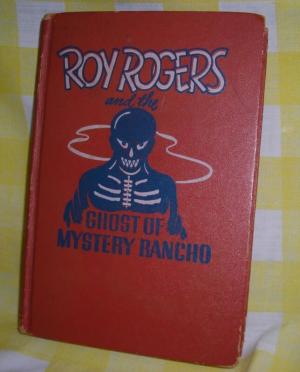 ROY ROGERS
and the
GHOST OF
MYSTERY RANCHO